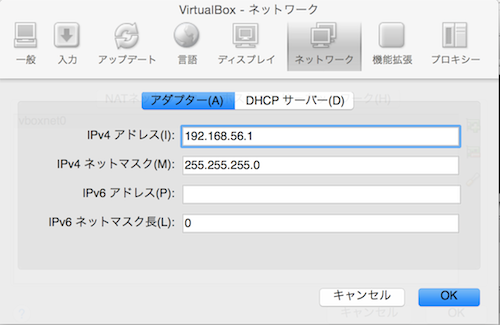 VirtualBox - ネットワーク
一般 入力 アップデート 言語 ディスプレイ ネットワーク 機能拡張 プロキシー
アダプター(A) DHCP サーバー(D)
IPv4 アドレス(I): 192.168.56.1
IPv4 ネットマスク(M): 255.255.255.0
IPv6 アドレス(P):
IPv6 ネットマスク長(L): 0
キャンセル OK